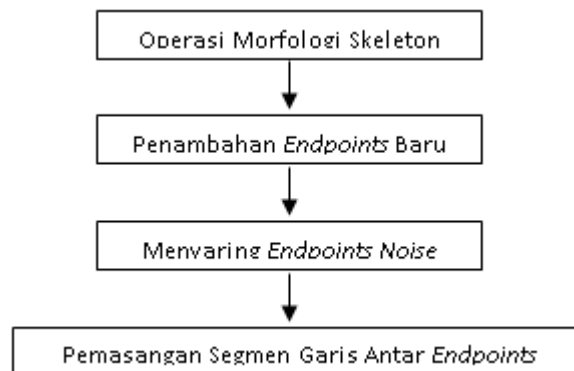 Operasi Morfologi Skeleton
Penambahan Endpoints Baru
Menyaring Endpoints Noise
Pemasangan Segmen Garis Antar Endpoints